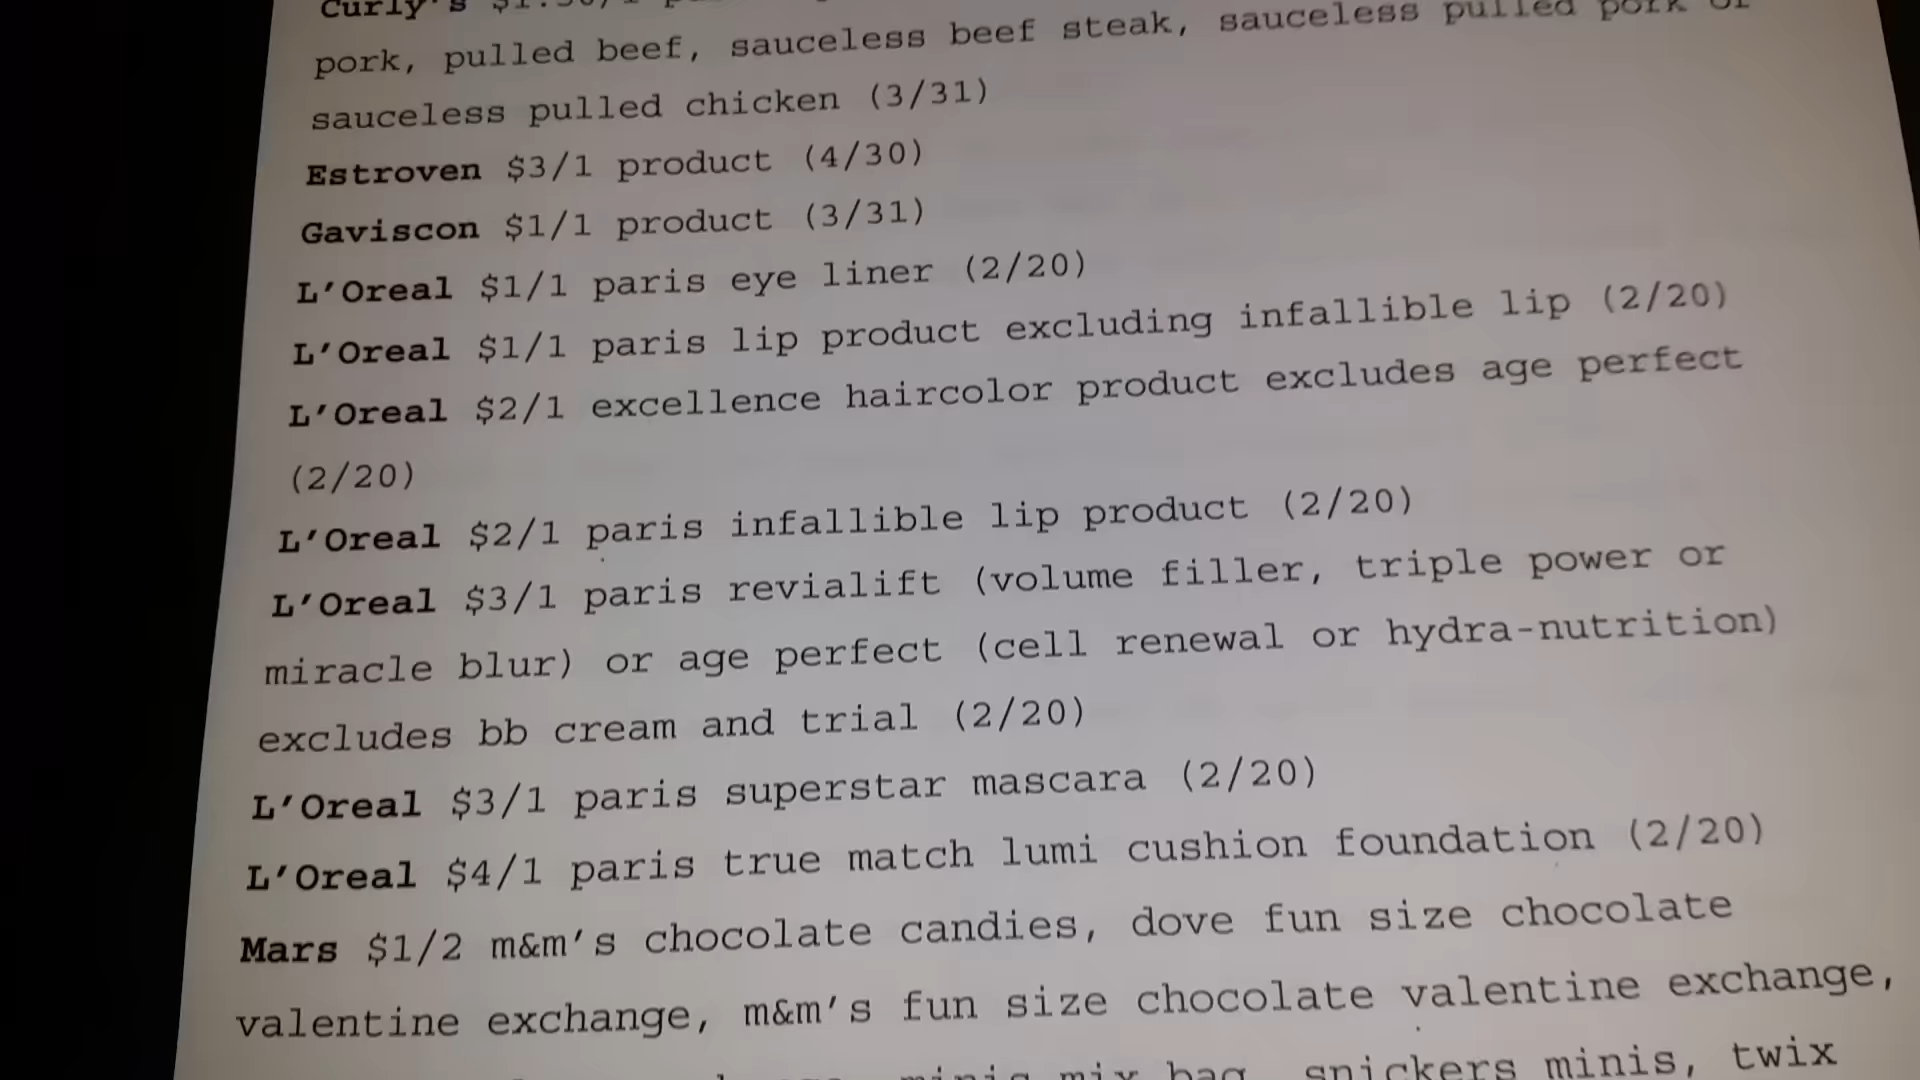 Curly's
pork, pulled beef, sauceless beef steak, sauceless pulled pork or
sauceless pulled chicken (3/31)
Estroven $3/1 product (4/30)
Gaviscon $1/1 product (3/31)
L'Oreal $1/1 paris eye liner (2/20)
L'Oreal $1/1 paris lip product excluding infallible lip (2/20)
L'Oreal $2/1 excellence haircolor product excludes age perfect
(2/20)
L'Oreal $2/1 paris infallible lip product (2/20)
L'Oreal $3/1 paris revialift (volume filler, triple power or
miracle blur) or age perfect (cell renewal or hydra-nutrition)
excludes bb cream and trial (2/20)
L'Oreal $3/1 paris superstar mascara (2/20)
L'Oreal $4/1 paris true match lumi cushion foundation (2/20)
Mars $1/2 m&m's chocolate candies, dove fun size chocolate
valentine exchange, m&m's fun size chocolate valentine exchange,
minis mix bag, snickers minis, twix